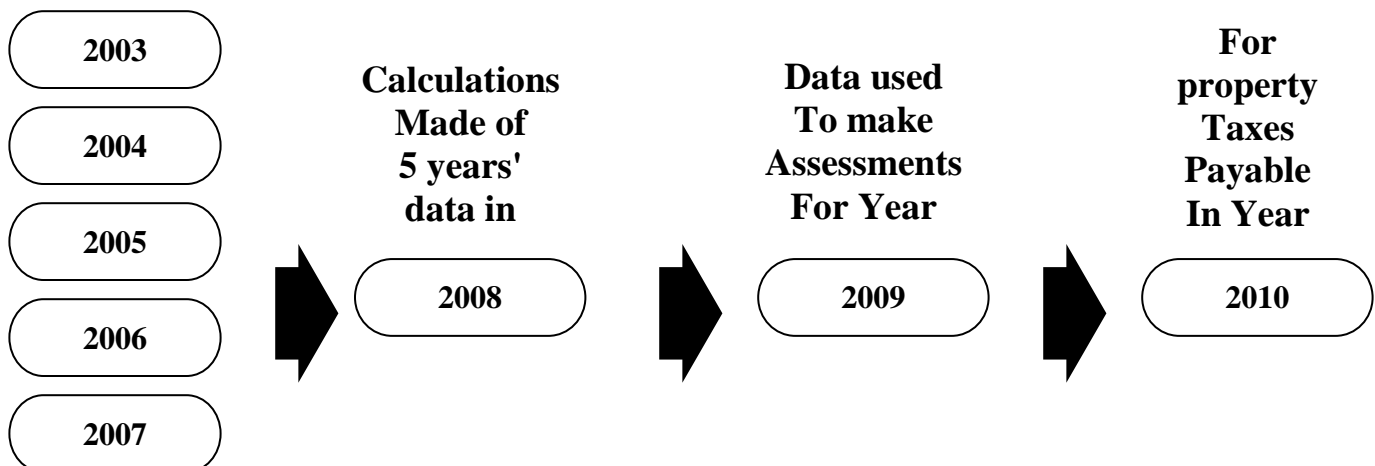 2003
2004
2005
2006
2007
Calculations
Made of
5 years'
data in
2008
Data used
To make
Assessments
For Year
2009
For
property
Taxes
Payable
In Year
2010